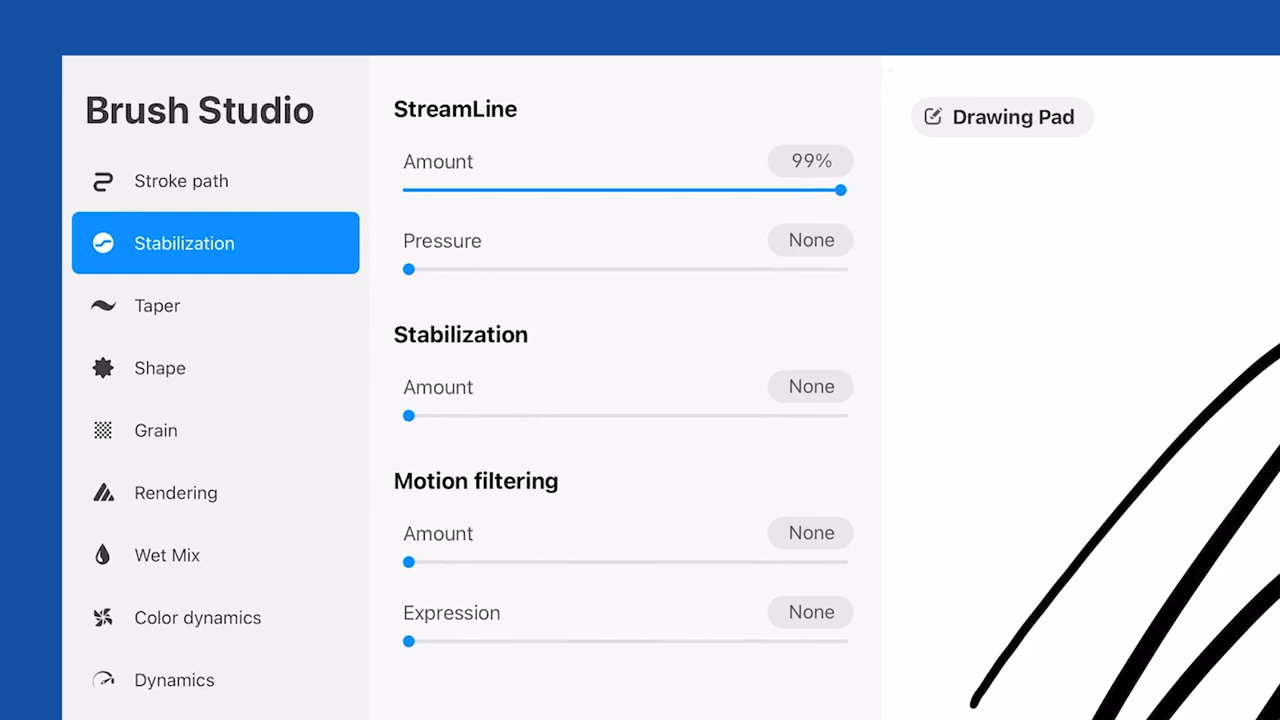 Brush Studio
Stroke path
Stabilization
Taper
Shape
Grain
Rendering
Wet Mix
Color dynamics
Dynamics
StreamLine
Amount 99%
Pressure None
Stabilization
Amount None
Motion filtering
Amount None
Expression None
Drawing Pad